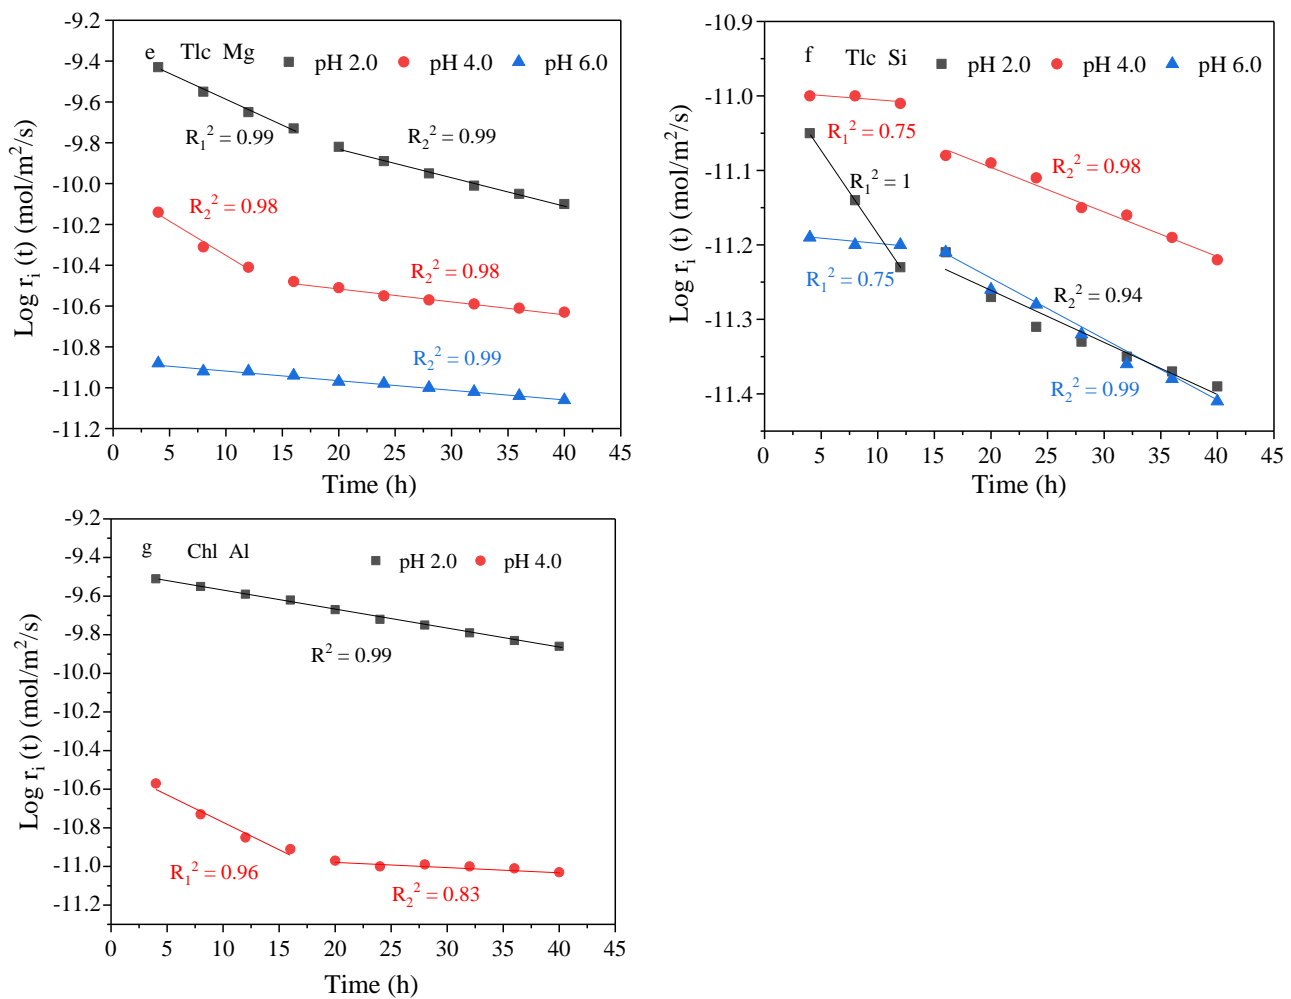 e Tlc Mg pH 2.0 pH 4.0 pH 6.0
-9.2
-9.4
-9.6
-9.8
-10.0
-10.2
-10.4
-10.6
-10.8
-11.0
-11.2
R₁² = 0.99
R₂² = 0.99
R₂² = 0.98
R₂² = 0.98
R₂² = 0.99
0 5 10 15 20 25 30 35 40 45
Time (h)
Log rᵢ (t) (mol/m²/s)
f Tlc Si pH 2.0 pH 4.0 pH 6.0
-10.9
-11.0
-11.1
-11.2
-11.3
-11.4
R₁² = 0.75
R₁² = 1
R₂² = 0.98
R₁² = 0.75
R₂² = 0.94
R₂² = 0.99
0 5 10 15 20 25 30 35 40 45
Time (h)
Log rᵢ (t) (mol/m²/s)
g Chl Al pH 2.0 pH 4.0
-9.2
-9.4
-9.6
-9.8
-10.0
-10.2
-10.4
-10.6
-10.8
-11.0
-11.2
R² = 0.99
R₁² = 0.96
R₂² = 0.83
0 5 10 15 20 25 30 35 40 45
Time (h)
Log rᵢ (t) (mol/m²/s)